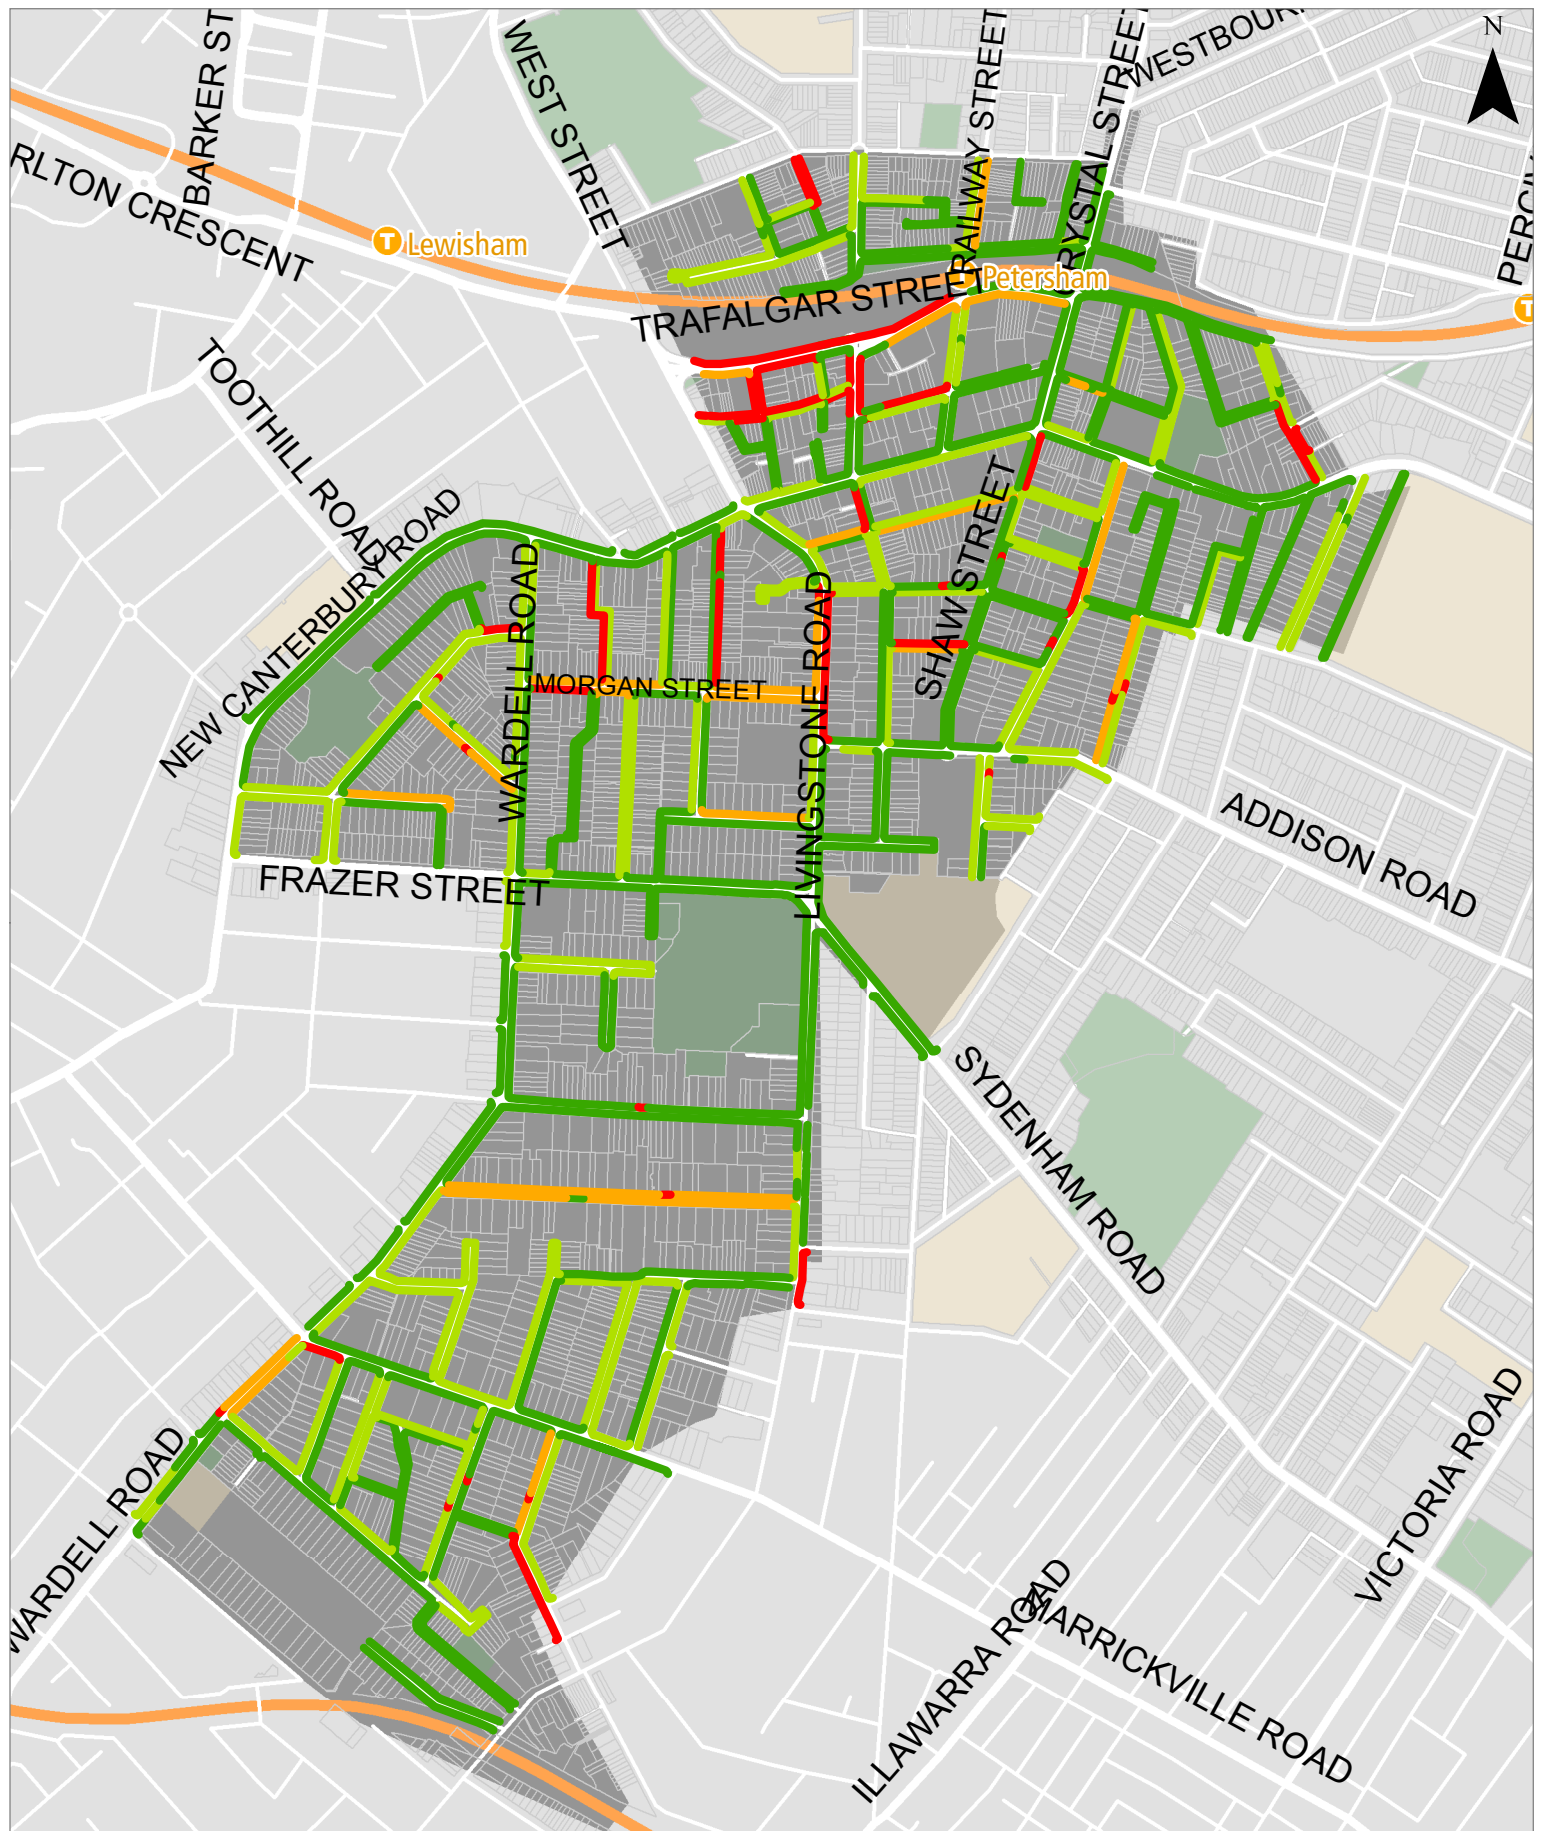 N
BARKER ST
WEST STREET
RAILWAY STREET
CRYSTAL STREET
WESTBOUR
RLTON CRESCENT
T Lewisham
PERCIV
Petersham
TRAFALGAR STREET
T
TOOTHILL ROAD
NEW CANTERBURY ROAD
WARDELL ROAD
SHAW STREET
LIVINGSTONE ROAD
MORGAN STREET
ADDISON ROAD
FRAZER STREET
SYDENHAM ROAD
WARDELL ROAD
VICTORIA ROAD
ILLAWARRA ROAD
MARRICKVILLE ROAD